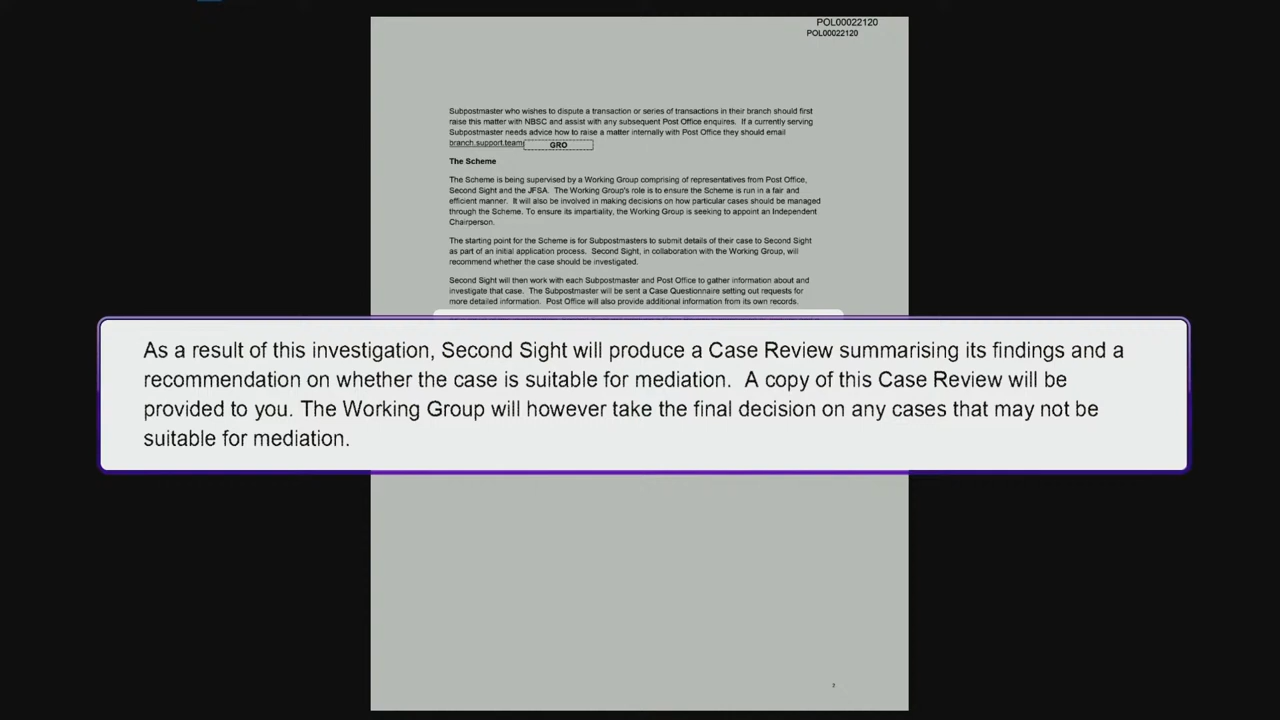 POL00022120
POL00022120
Subpostmaster who wishes to dispute a transaction or series of transactions in their branch should first
raise this matter with NBSC and assist with any subsequent Post Office enquires. If a currently serving
Subpostmaster needs advice how to raise a matter internally with Post Office they should email
branch.support.team GRO
The Scheme
The Scheme is being supervised by a Working Group comprising of representatives from Post Office,
Second Sight and the JFSA. The Working Group's role is to ensure the Scheme is run in a fair and
efficient manner. It will also be involved in making decisions on how particular cases should be managed
through the Scheme. To ensure its impartiality, the Working Group is seeking to appoint an Independent
Chairperson.
The starting point for the Scheme is for Subpostmasters to submit details of their case to Second Sight
as part of an initial application process. Second Sight, in collaboration with the Working Group, will
recommend whether the case should be investigated.
Second Sight will then work with each Subpostmaster and Post Office to gather information about and
investigate that case. The Subpostmaster will be sent a Case Questionnaire setting out requests for
more detailed information. Post Office will also provide additional information from its own records.
As a result of this investigation, Second Sight will produce a Case Review summarising its findings and a
recommendation on whether the case is suitable for mediation. A copy of this Case Review will be
provided to you. The Working Group will however take the final decision on any cases that may not be
suitable for mediation.
7